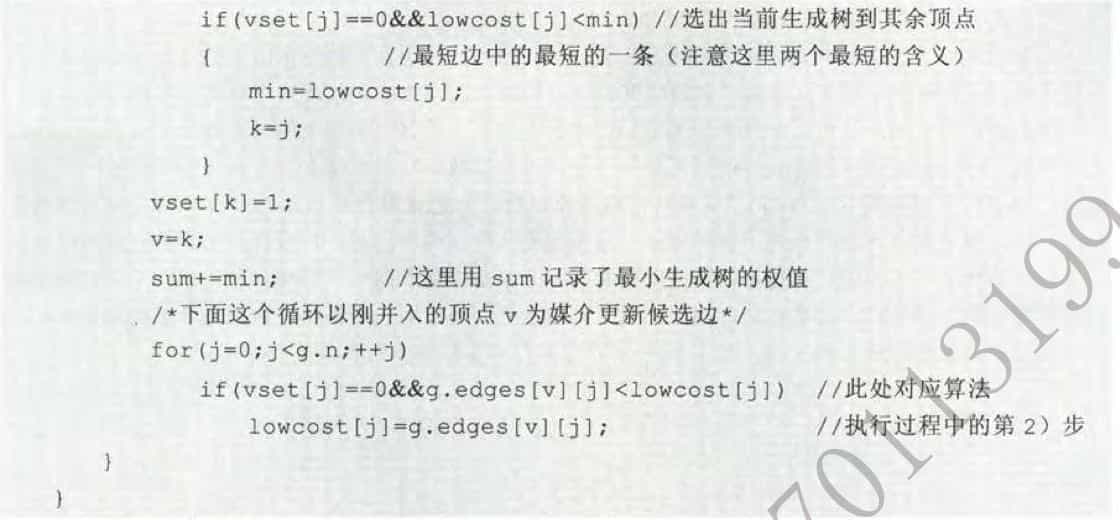 if(vset[j]==0&&lowcost[j]<min) //选出当前生成树到其余顶点
{ //最短边中的最短的一条（注意这里两个最短的含义）
min=lowcost[j];
k=j;
}
vset[k]=1;
v=k;
sum+=min; //这里用 sum 记录了最小生成树的权值
/*下面这个循环以刚并入的顶点 v 为媒介更新候选边*/
for(j=0;j<g.n;++j)
if(vset[j]==0&&g.edges[v][j]<lowcost[j]) //此处对应算法
lowcost[j]=g.edges[v][j]; //执行过程中的第 2）步
}
}
70113199